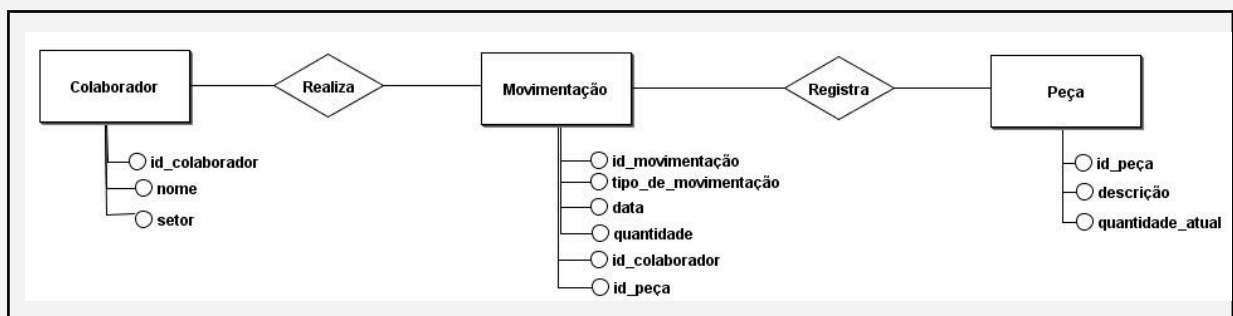 Colaborador
Realiza
Movimentação
Registra
Peça
id_colaborador
nome
setor
id_movimentação
tipo_de_movimentação
data
quantidade
id_colaborador
id_peça
id_peça
descrição
quantidade_atual